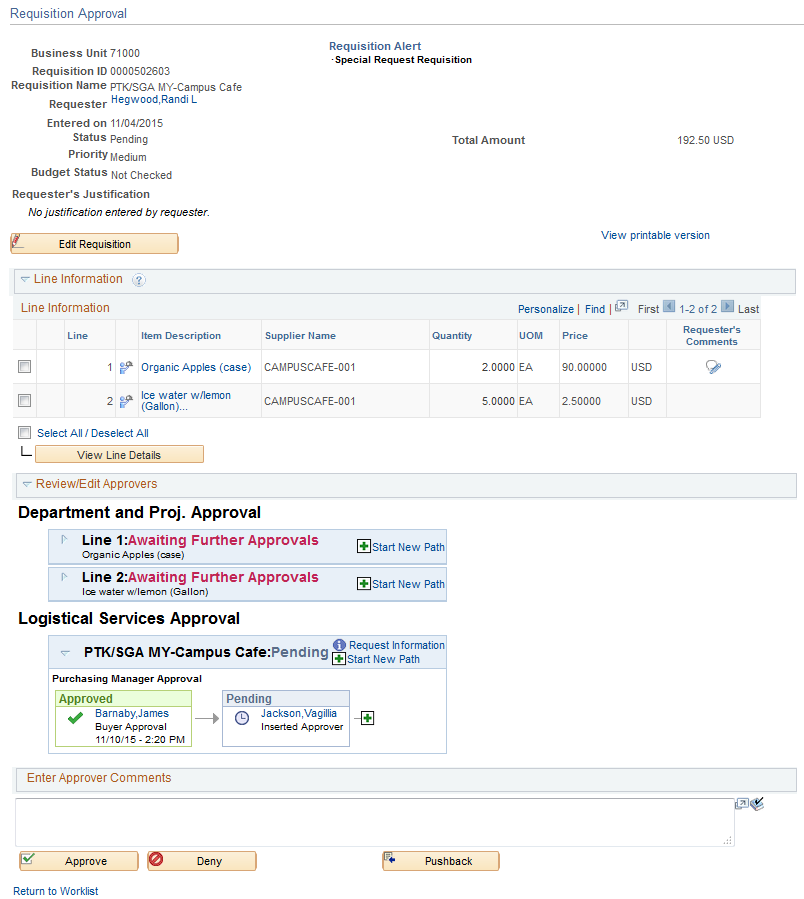 Requisition Approval
Business Unit 71000
Requisition ID 0000502603
Requisition Name PTK/SGA MY-Campus Cafe
Requester Hegwood,Randi L
Entered on 11/04/2015
Status Pending
Priority Medium
Budget Status Not Checked
Requisition Alert
·Special Request Requisition
Total Amount 192.50 USD
Requester's Justification
No justification entered by requester.
Edit Requisition
View printable version
Line Information
Line Information
Personalize | Find | First 1-2 of 2 Last
Line Item Description Supplier Name Quantity UOM Price Requester's Comments
1 Organic Apples (case) CAMPUSCAFE-001 2.0000 EA 90.00000 USD
2 Ice water w/lemon (Gallon)... CAMPUSCAFE-001 5.0000 EA 2.50000 USD
Select All / Deselect All
View Line Details
Review/Edit Approvers
Department and Proj. Approval
Line 1:Awaiting Further Approvals
Organic Apples (case)
Start New Path
Line 2:Awaiting Further Approvals
Ice water w/lemon (Gallon)
Start New Path
Logistical Services Approval
PTK/SGA MY-Campus Cafe:Pending
Request Information
Start New Path
Purchasing Manager Approval
Approved
Barnaby,James
Buyer Approval
11/10/15 - 2:20 PM
Pending
Jackson,Vagillia
Inserted Approver
Enter Approver Comments
Approve
Deny
Pushback
Return to Worklist